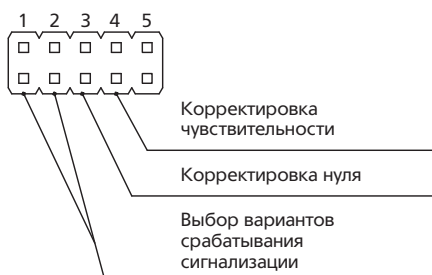 1 2 3 4 5
Корректировка
чувствительности
Корректировка нуля
Выбор вариантов
срабатывания
сигнализации